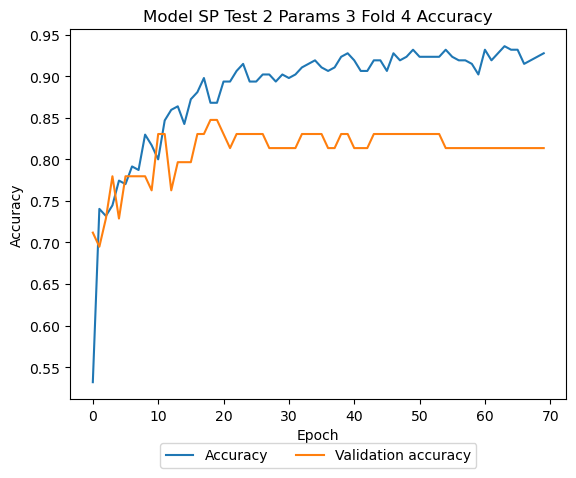 Model SP Test 2 Params 3 Fold 4 Accuracy
0.95
0.90
0.85
0.80
0.75
0.70
0.65
0.60
0.55
Accuracy
0 10 20 30 40 50 60 70
Epoch
Accuracy Validation accuracy